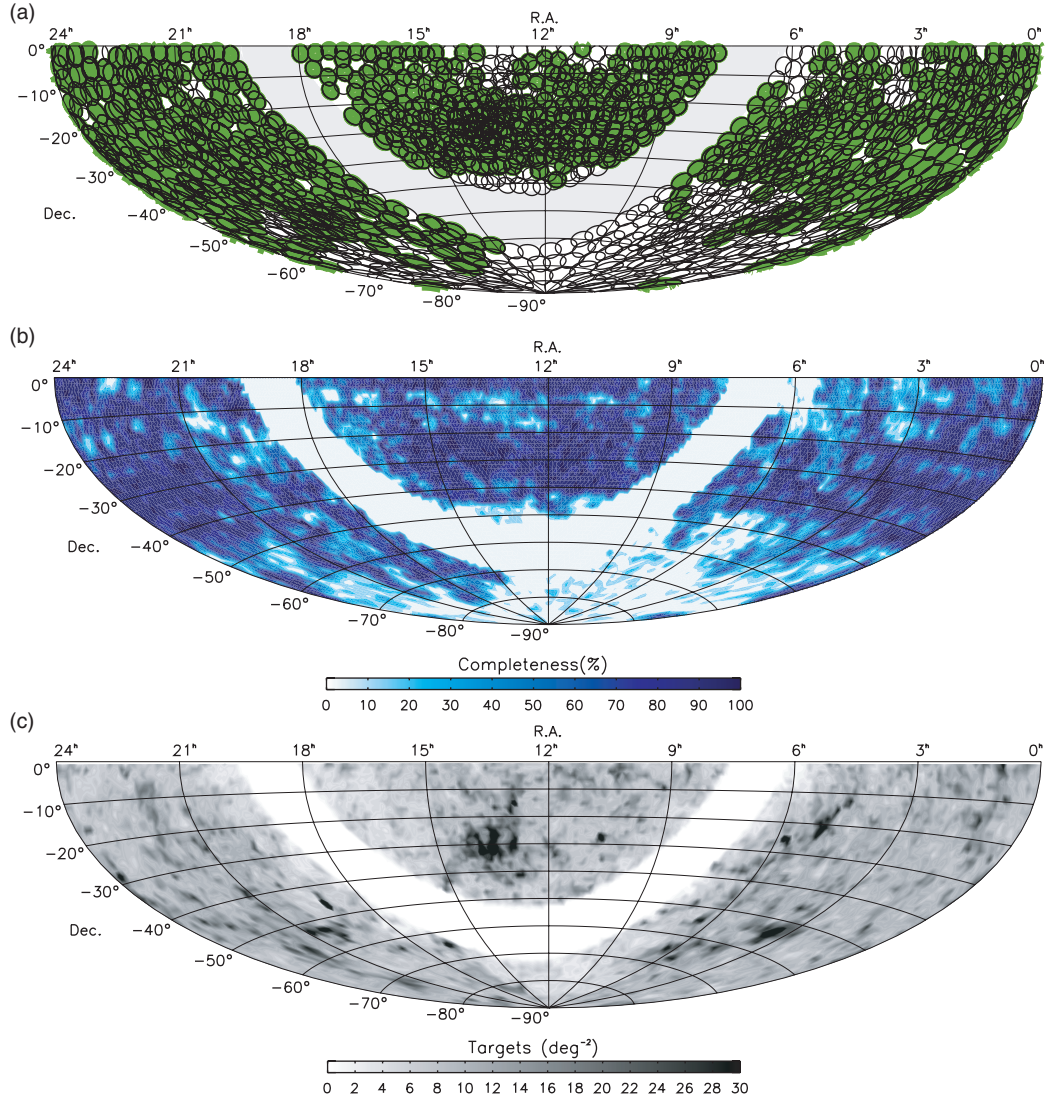 (a)
R.A.
24ʰ 21ʰ 18ʰ 15ʰ 12ʰ 9ʰ 6ʰ 3ʰ 0ʰ
0°
−10°
−20°
−30°
Dec. −40°
−50°
−60°
−70°
−80°
−90°
(b)
R.A.
24ʰ 21ʰ 18ʰ 15ʰ 12ʰ 9ʰ 6ʰ 3ʰ 0ʰ
0°
−10°
−20°
−30°
Dec. −40°
−50°
−60°
−70°
−80°
−90°
Completeness(%)
0 10 20 30 40 50 60 70 80 90 100
(c)
R.A.
24ʰ 21ʰ 18ʰ 15ʰ 12ʰ 9ʰ 6ʰ 3ʰ 0ʰ
0°
−10°
−20°
−30°
Dec. −40°
−50°
−60°
−70°
−80°
−90°
Targets (deg⁻²)
0 2 4 6 8 10 12 14 16 18 20 22 24 26 28 30